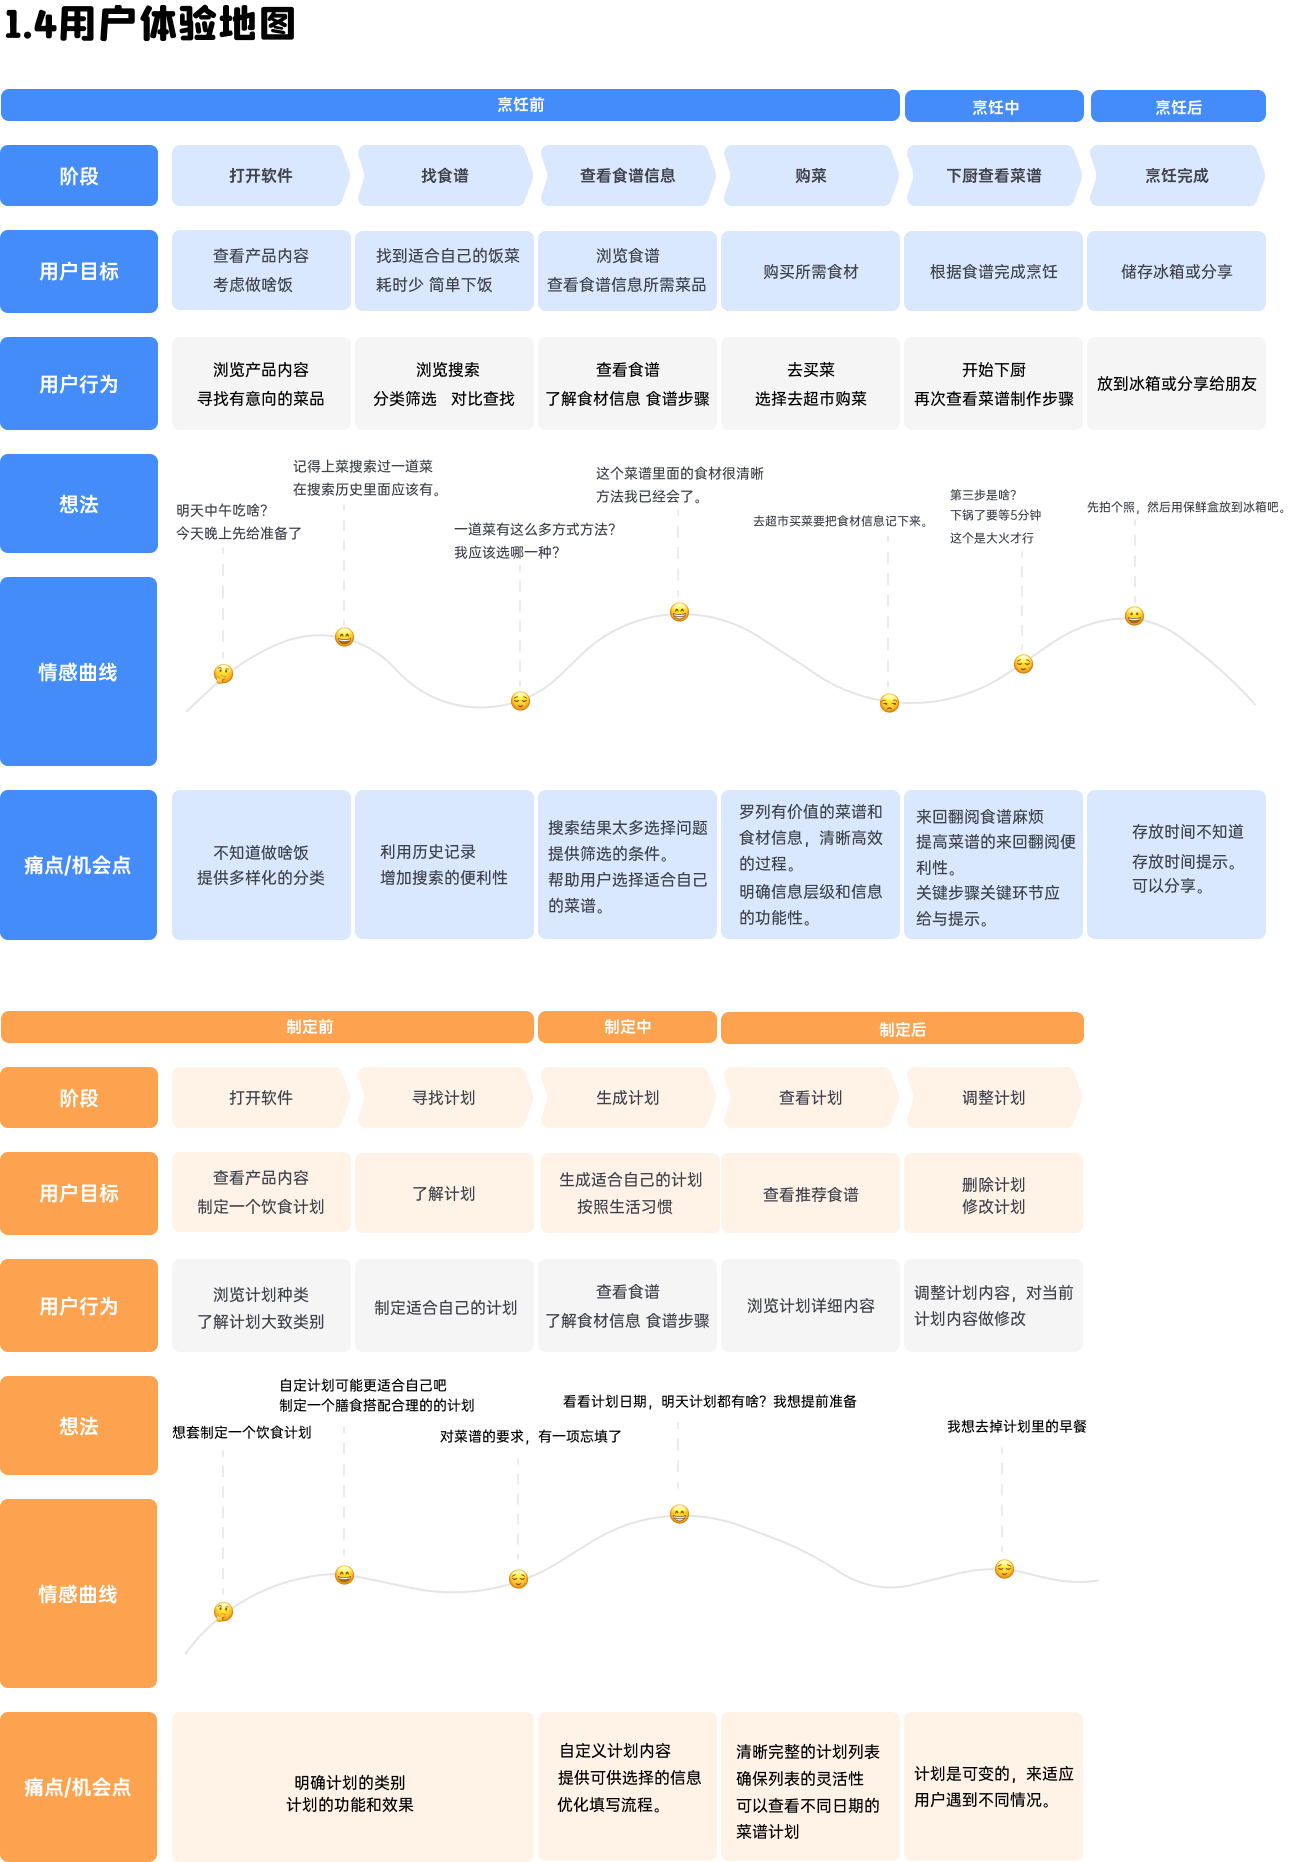 1.4用户体验地图
烹饪前
烹饪中
烹饪后
阶段
打开软件
找食谱
查看食谱信息
购菜
下厨查看菜谱
烹饪完成
用户目标
查看产品内容
考虑做啥饭
找到适合自己的饭菜
耗时少 简单下饭
浏览食谱
查看食谱信息所需菜品
购买所需食材
根据食谱完成烹饪
储存冰箱或分享
用户行为
浏览产品内容
寻找有意向的菜品
浏览搜索
分类筛选 对比查找
查看食谱
了解食材信息 食谱步骤
去买菜
选择去超市购菜
开始下厨
再次查看菜谱制作步骤
放到冰箱或分享给朋友
想法
明天中午吃啥？
今天晚上先给准备了
记得上菜搜索过一道菜
在搜索历史里面应该有。
一道菜有这么多方式方法？
我应该选哪一种？
这个菜谱里面的食材很清晰
方法我已经会了。
去超市买菜要把食材信息记下来。
第三步是啥？
下锅了要等5分钟
这个是大火才行
先拍个照，然后用保鲜盒放到冰箱吧。
情感曲线
痛点/机会点
不知道做啥饭
提供多样化的分类
利用历史记录
增加搜索的便利性
搜索结果太多选择问题
提供筛选的条件。
帮助用户选择适合自己
的菜谱。
罗列有价值的菜谱和
食材信息，清晰高效
的过程。
明确信息层级和信息
的功能性。
来回翻阅食谱麻烦
提高菜谱的来回翻阅便
利性。
关键步骤关键环节应
给与提示。
存放时间不知道
存放时间提示。
可以分享。
制定前
制定中
制定后
阶段
打开软件
寻找计划
生成计划
查看计划
调整计划
用户目标
查看产品内容
制定一个饮食计划
了解计划
生成适合自己的计划
按照生活习惯
查看推荐食谱
删除计划
修改计划
用户行为
浏览计划种类
了解计划大致类别
制定适合自己的计划
查看食谱
了解食材信息 食谱步骤
浏览计划详细内容
调整计划内容，对当前
计划内容做修改
想法
想套制定一个饮食计划
自定计划可能更适合自己吧
制定一个膳食搭配合理的的计划
对菜谱的要求，有一项忘填了
看看计划日期，明天计划都有啥？我想提前准备
我想去掉计划里的早餐
情感曲线
痛点/机会点
明确计划的类别
计划的功能和效果
自定义计划内容
提供可供选择的信息
优化填写流程。
清晰完整的计划列表
确保列表的灵活性
可以查看不同日期的
菜谱计划
计划是可变的，来适应
用户遇到不同情况。